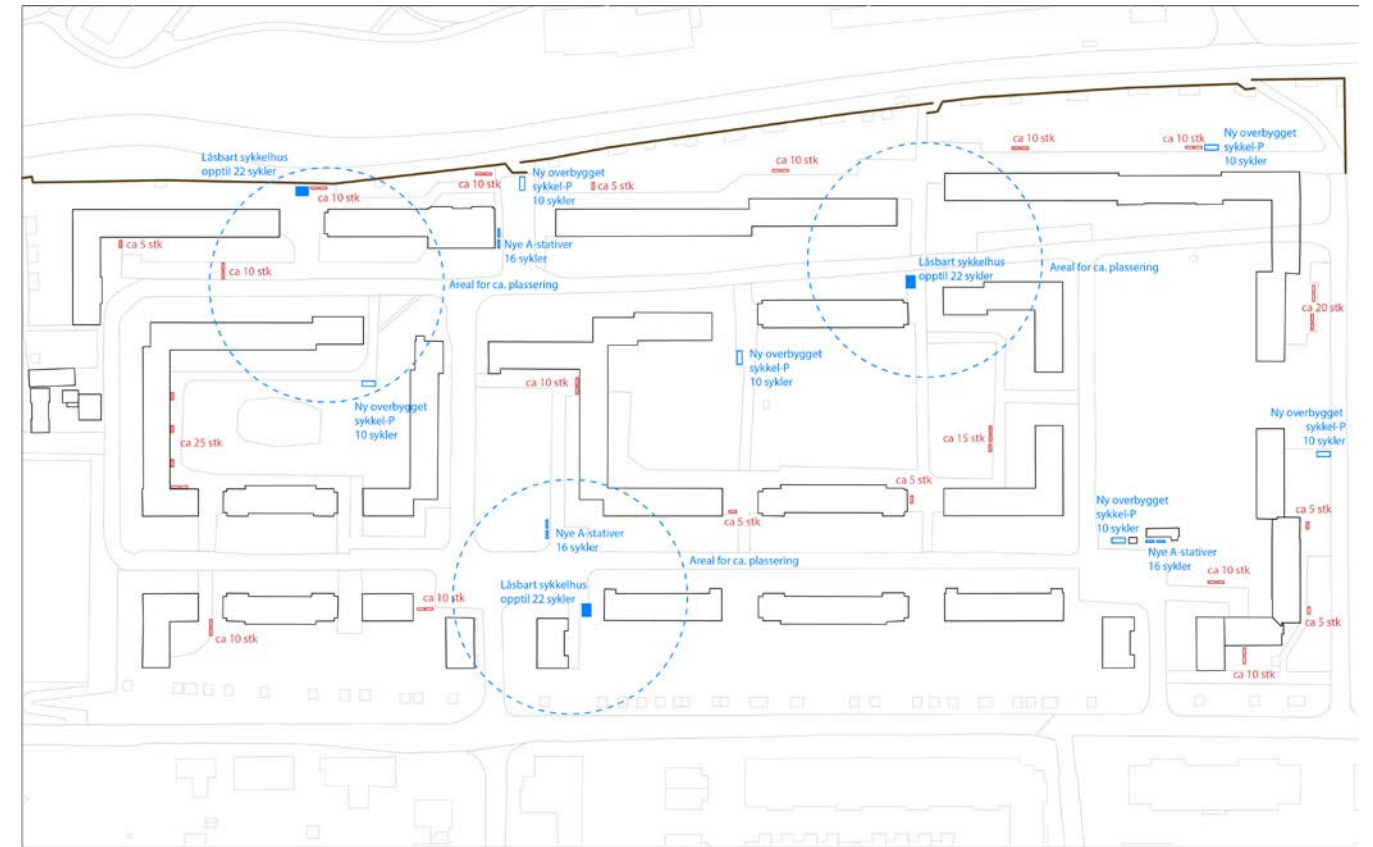 Låsbart sykkelhus
opptil 22 sykler
ca 10 stk
ca 10 stk
Ny overbygget
sykkel-P
10 sykler
ca 5 stk
ca 10 stk
ca 10 stk
ca 10 stk
Ny overbygget
sykkel-P
10 sykler
ca 5 stk
ca 10 stk
Nye A-stativer
16 sykler
Areal for ca. plassering
Låsbart sykkelhus
opptil 22 sykler
Areal for ca. plassering
ca 20 stk
Ny overbygget
sykkel-P
10 sykler
ca 10 stk
Ny overbygget
sykkel-P
10 sykler
ca 25 stk
ca 15 stk
Ny overbygget
sykkel-P
10 sykler
ca 5 stk
ca 5 stk
Nye A-stativer
16 sykler
Ny overbygget
sykkel-P
10 sykler
Nye A-stativer
16 sykler
ca 5 stk
Areal for ca. plassering
Låsbart sykkelhus
opptil 22 sykler
ca 10 stk
ca 10 stk
ca 10 stk
ca 5 stk
ca 10 stk